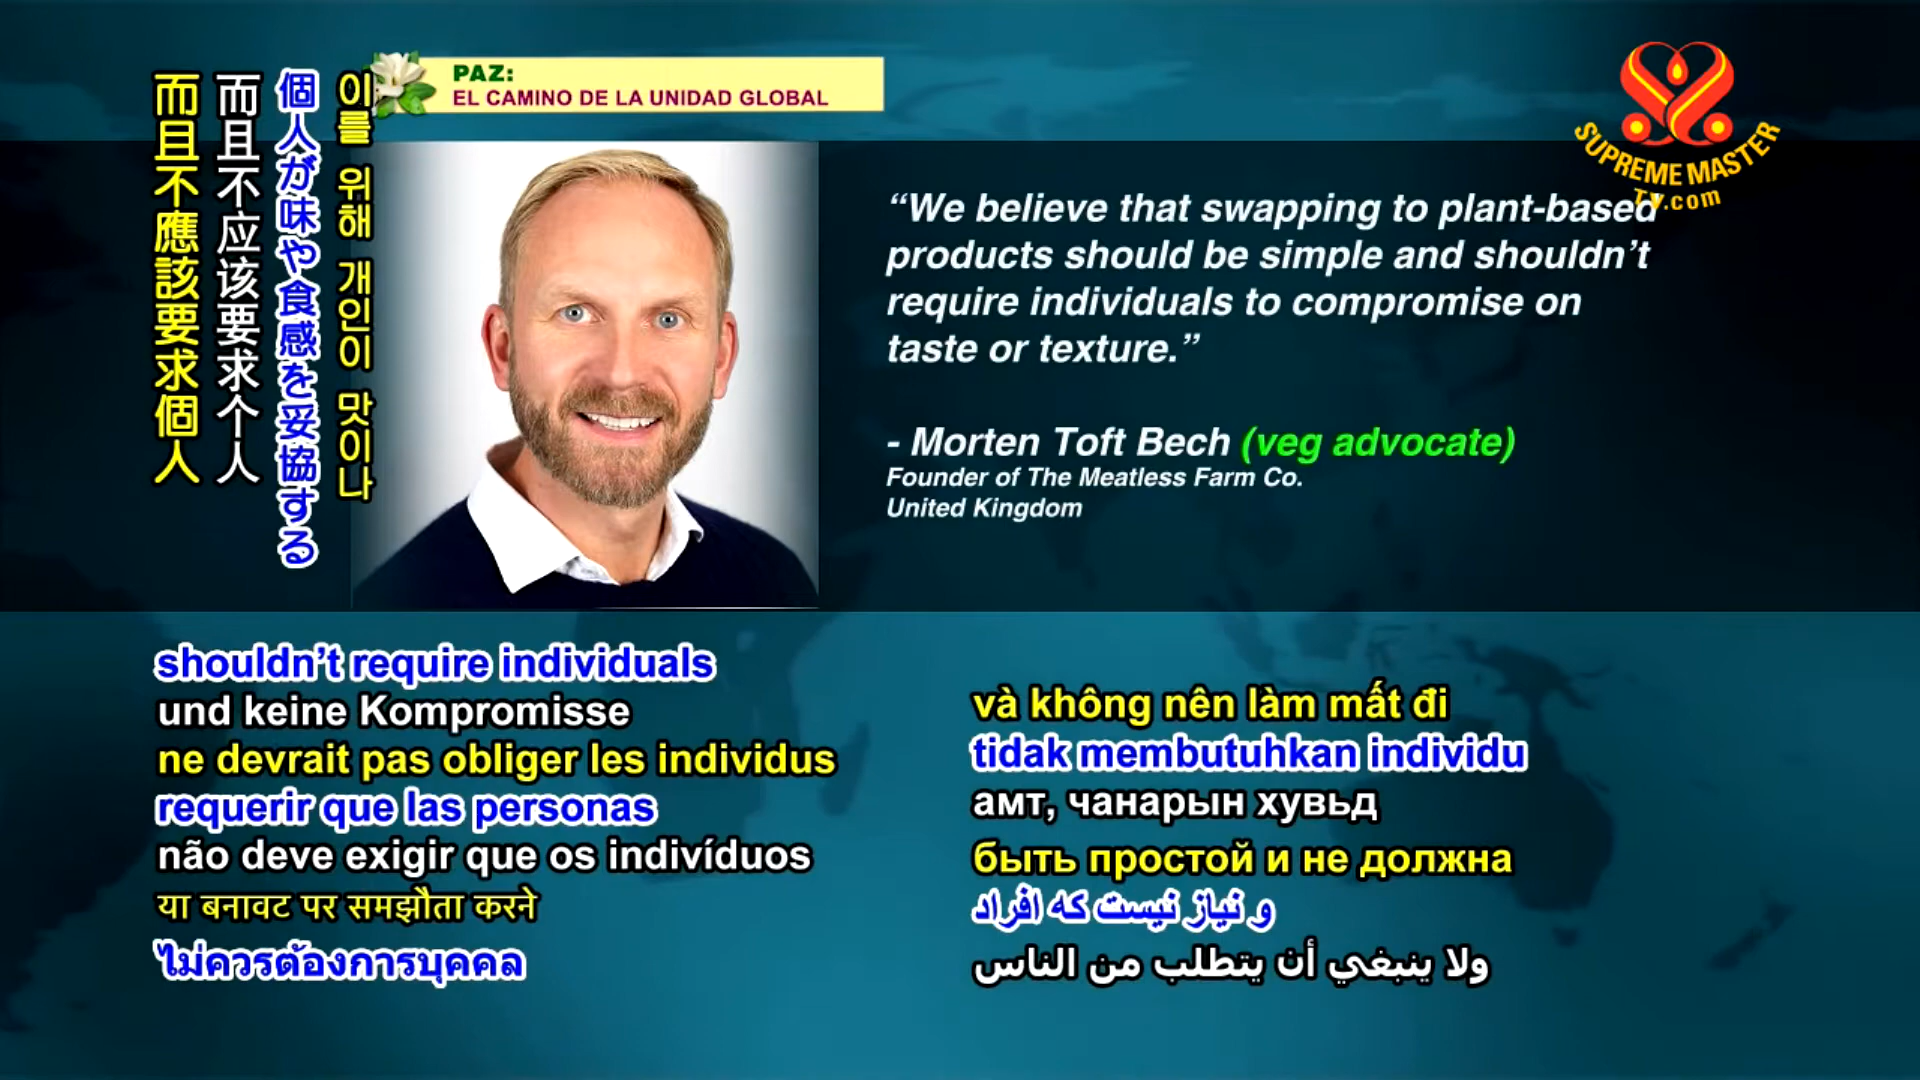 PAZ:
EL CAMINO DE LA UNIDAD GLOBAL
SUPREME MASTER
TV.com
이를 위해 개인이 맛이나
個人が味や食感を妥協する
而且不应该要求个人
而且不應該要求個人
“We believe that swapping to plant-based
products should be simple and shouldn’t
require individuals to compromise on
taste or texture.”
- Morten Toft Bech (veg advocate)
Founder of The Meatless Farm Co.
United Kingdom
shouldn’t require individuals
und keine Kompromisse
ne devrait pas obliger les individus
requerir que las personas
não deve exigir que os indivíduos
या बनावट पर समझौता करने
ไม่ควรต้องการบุคคล
và không nên làm mất đi
tidak membutuhkan individu
амт, чанарын хувьд
быть простой и не должна
و نیاز نیست که افراد
ولا ينبغي أن يتطلب من الناس